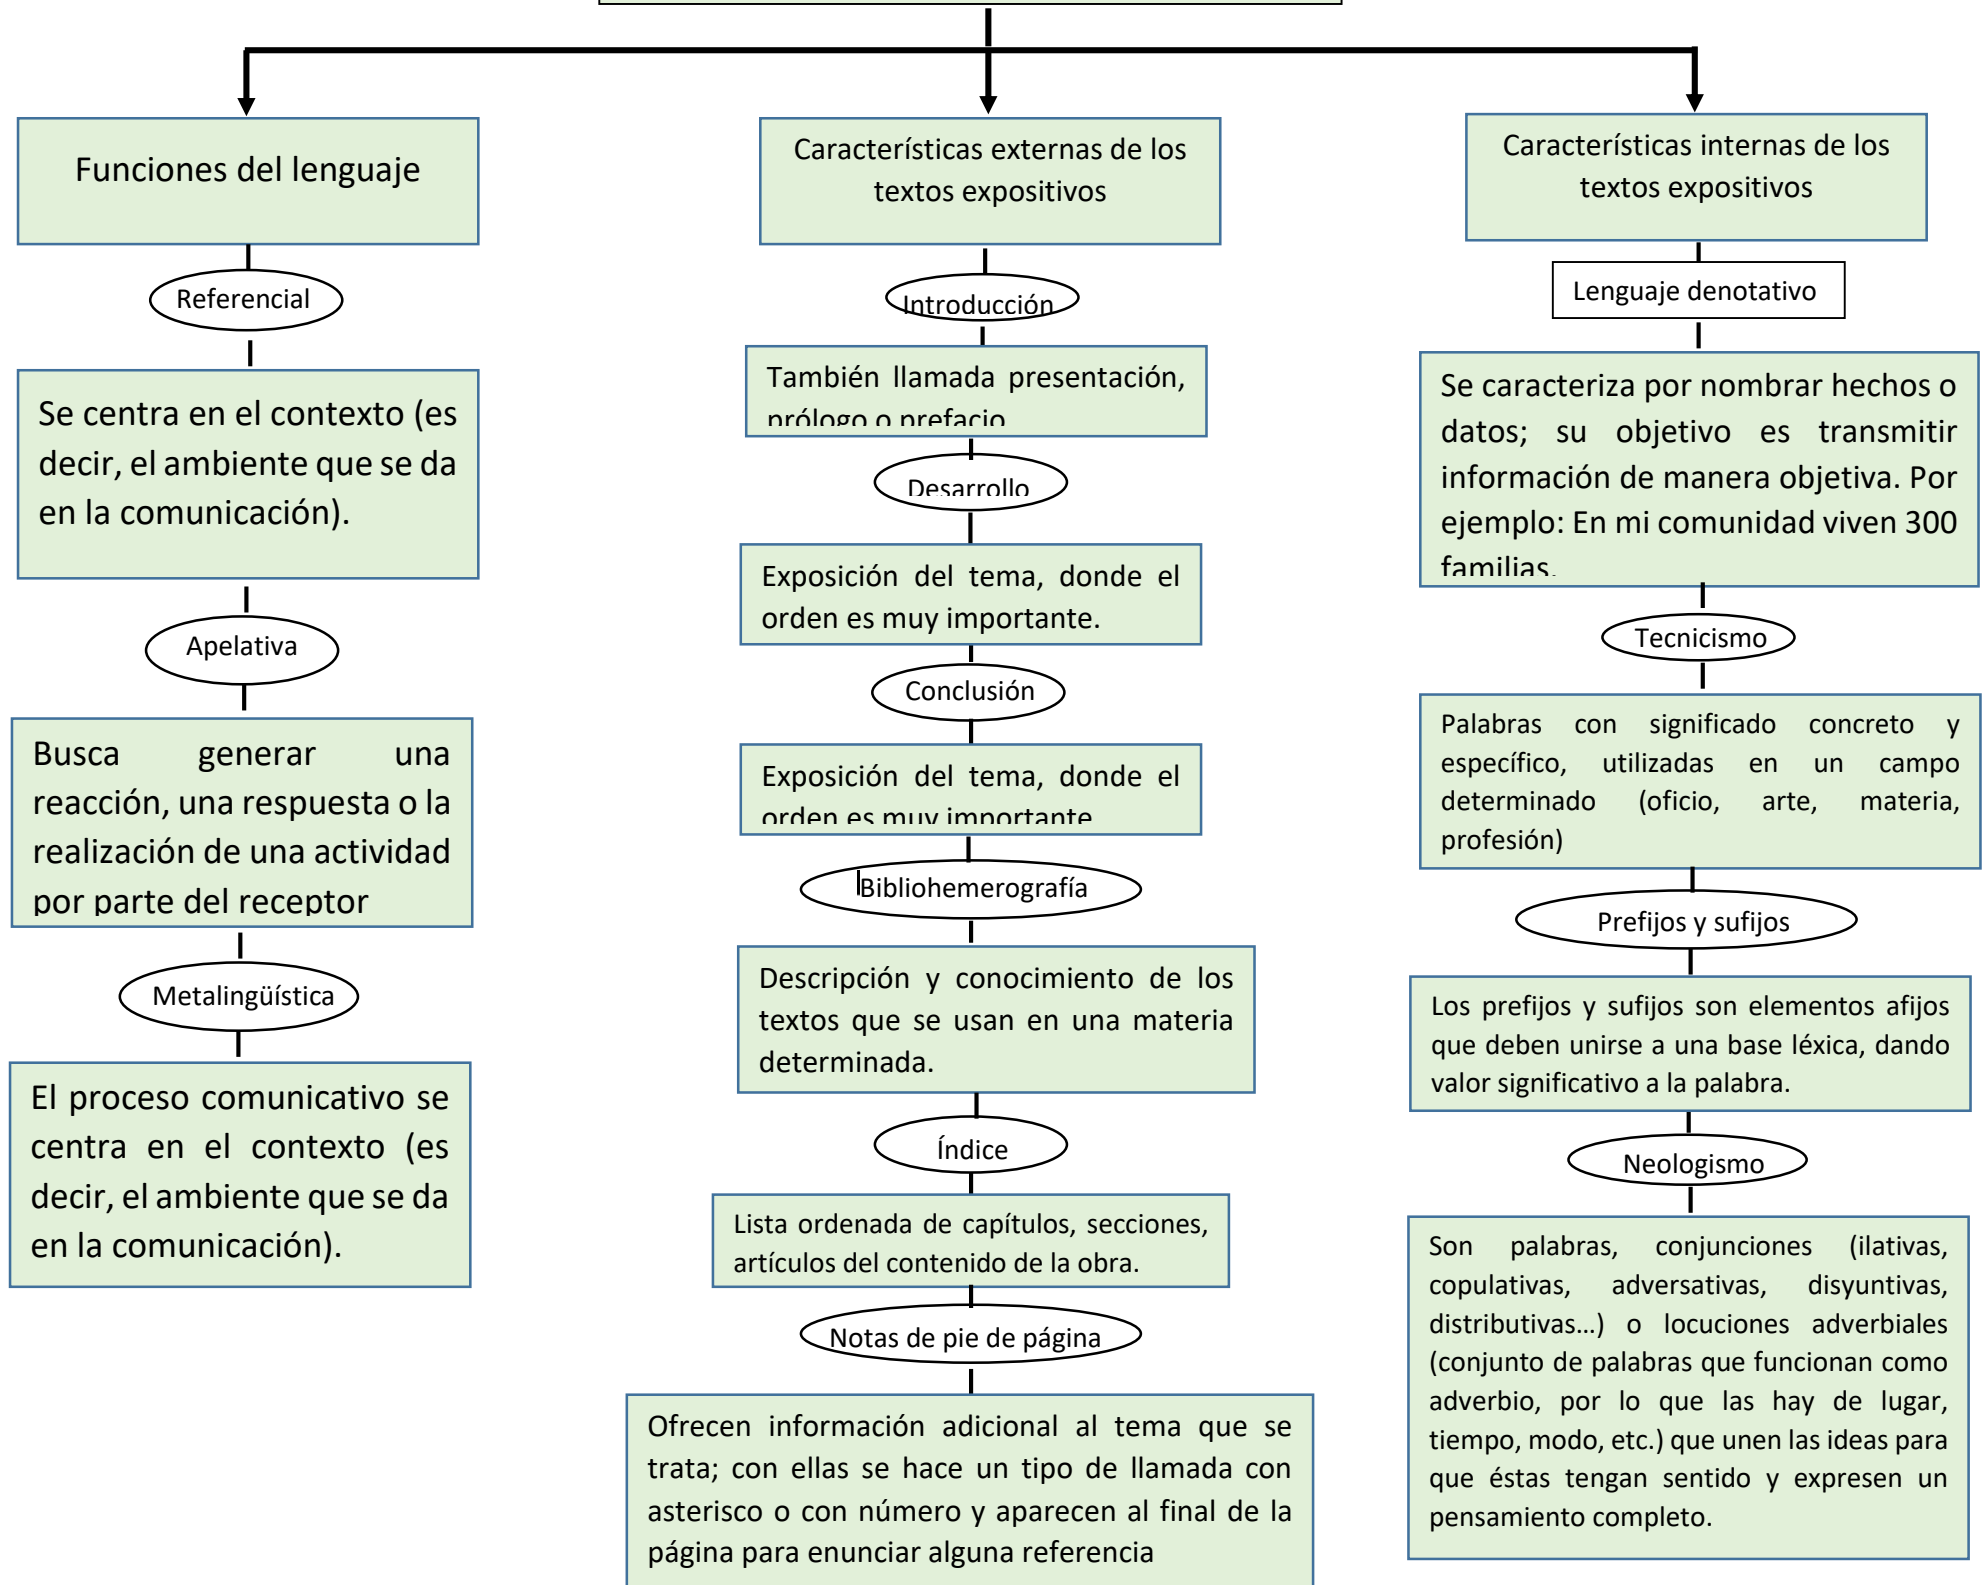 Funciones del lenguaje
Referencial
Se centra en el contexto (es
decir, el ambiente que se da
en la comunicación).
Apelativa
Busca generar una
reacción, una respuesta o la
realización de una actividad
por parte del receptor
Metalingüística
El proceso comunicativo se
centra en el contexto (es
decir, el ambiente que se da
en la comunicación).
Características externas de los
textos expositivos
Introducción
También llamada presentación,
prólogo o prefacio
Desarrollo
Exposición del tema, donde el
orden es muy importante.
Conclusión
Exposición del tema, donde el
orden es muy importante
Bibliohemerografía
Descripción y conocimiento de los
textos que se usan en una materia
determinada.
Índice
Lista ordenada de capítulos, secciones,
artículos del contenido de la obra.
Notas de pie de página
Ofrecen información adicional al tema que se
trata; con ellas se hace un tipo de llamada con
asterisco o con número y aparecen al final de la
página para enunciar alguna referencia
Características internas de los
textos expositivos
Lenguaje denotativo
Se caracteriza por nombrar hechos o
datos; su objetivo es transmitir
información de manera objetiva. Por
ejemplo: En mi comunidad viven 300
familias.
Tecnicismo
Palabras con significado concreto y
específico, utilizadas en un campo
determinado (oficio, arte, materia,
profesión)
Prefijos y sufijos
Los prefijos y sufijos son elementos afijos
que deben unirse a una base léxica, dando
valor significativo a la palabra.
Neologismo
Son palabras, conjunciones (ilativas,
copulativas, adversativas, disyuntivas,
distributivas…) o locuciones adverbiales
(conjunto de palabras que funcionan como
adverbio, por lo que las hay de lugar,
tiempo, modo, etc.) que unen las ideas para
que éstas tengan sentido y expresen un
pensamiento completo.